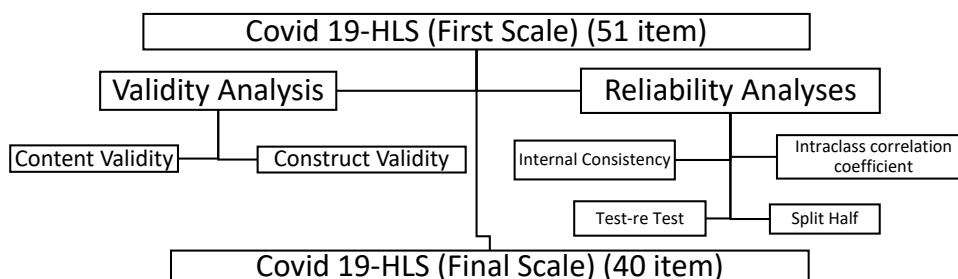 Covid 19-HLS (First Scale) (51 item)
Validity Analysis
Reliability Analyses
Content Validity
Construct Validity
Internal Consistency
Intraclass correlation
coefficient
Test-re Test
Split Half
Covid 19-HLS (Final Scale) (40 item)